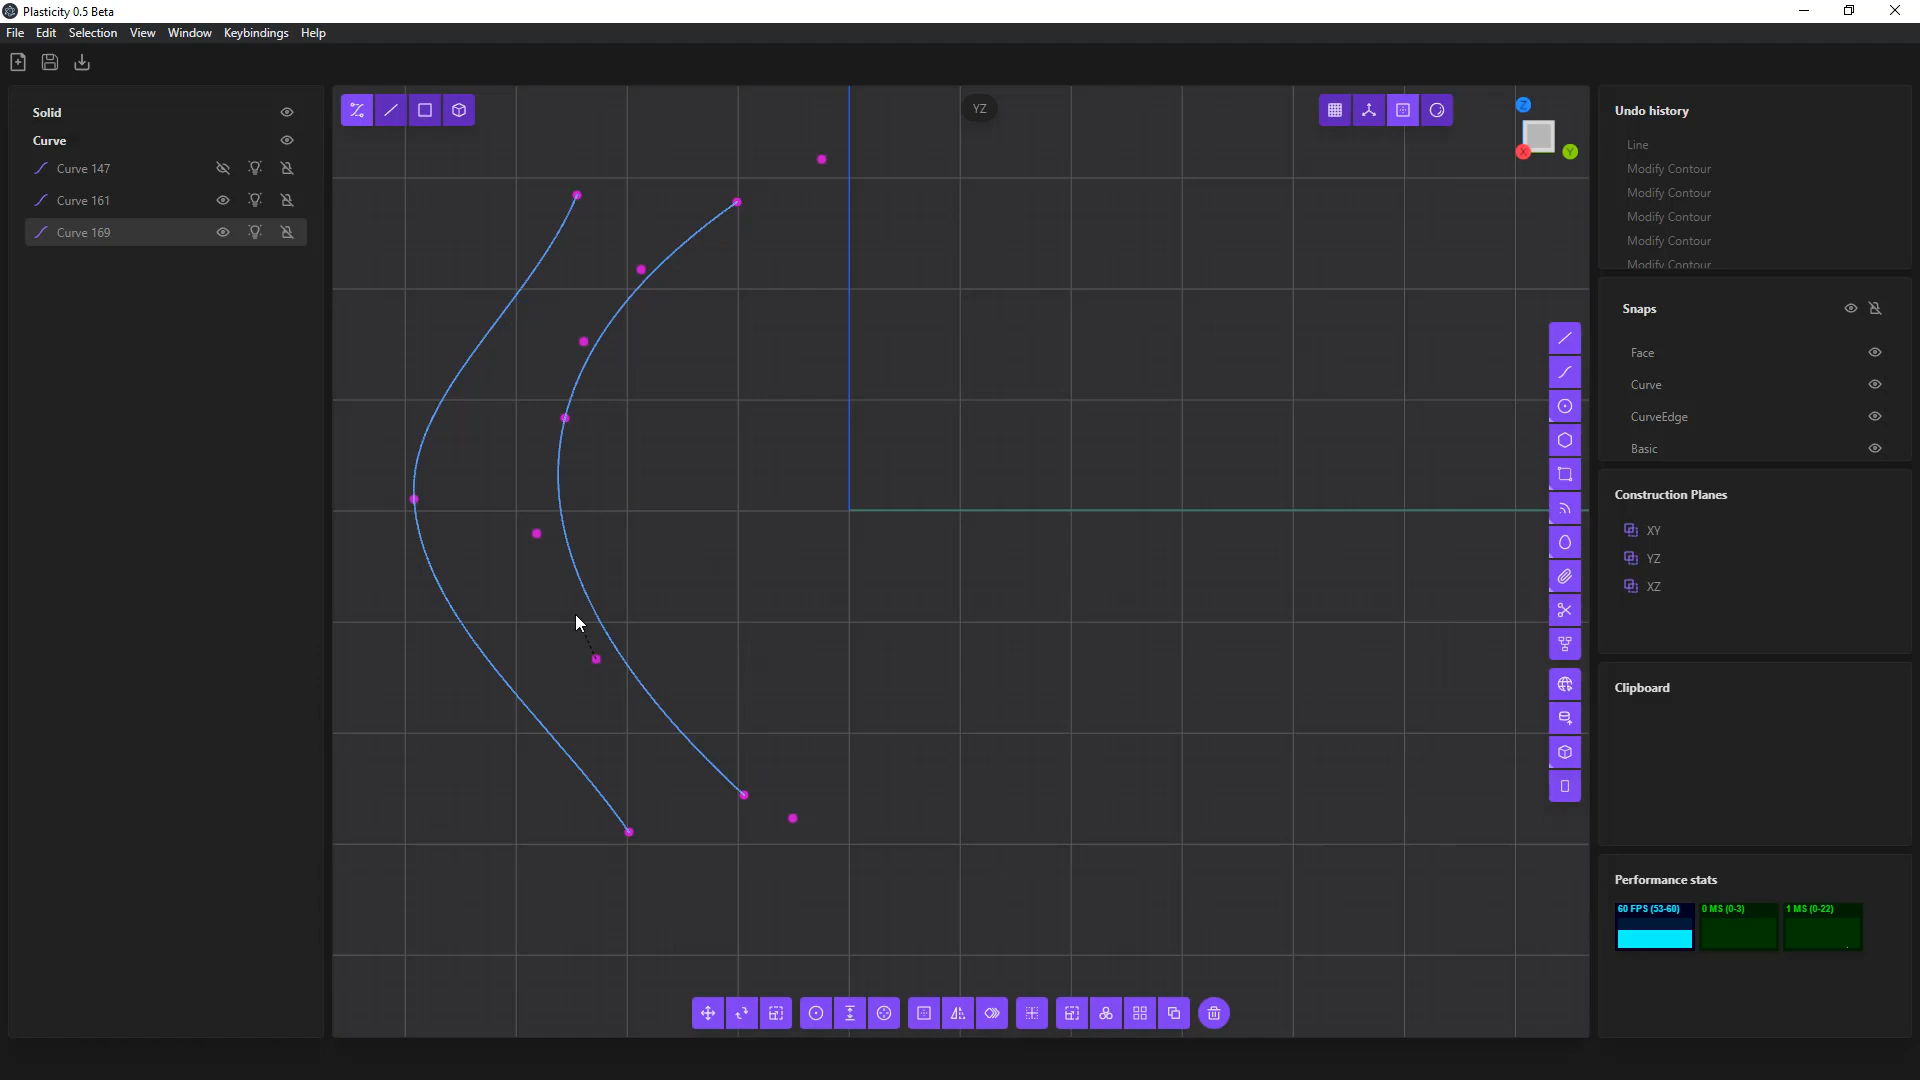 Plasticity 0.5 Beta
File Edit Selection View Window Keybindings Help
Solid
Curve
Curve 147
Curve 161
Curve 169
YZ
Z
X
Y
Undo history
Line
Modify Contour
Modify Contour
Modify Contour
Modify Contour
Modify Contour
Snaps
Face
Curve
CurveEdge
Basic
Construction Planes
XY
YZ
XZ
Clipboard
Performance stats
60 FPS (53-60) 0 MS (0-3) 1 MS (0-22)